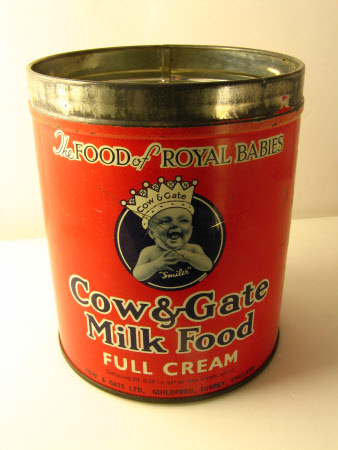 The FOOD of ROYAL BABIES
Cow & Gate
"Smiler"
Cow & Gate
Milk Food
FULL CREAM
COW & GATE LTD. GUILDFORD, SURREY, ENGLAND